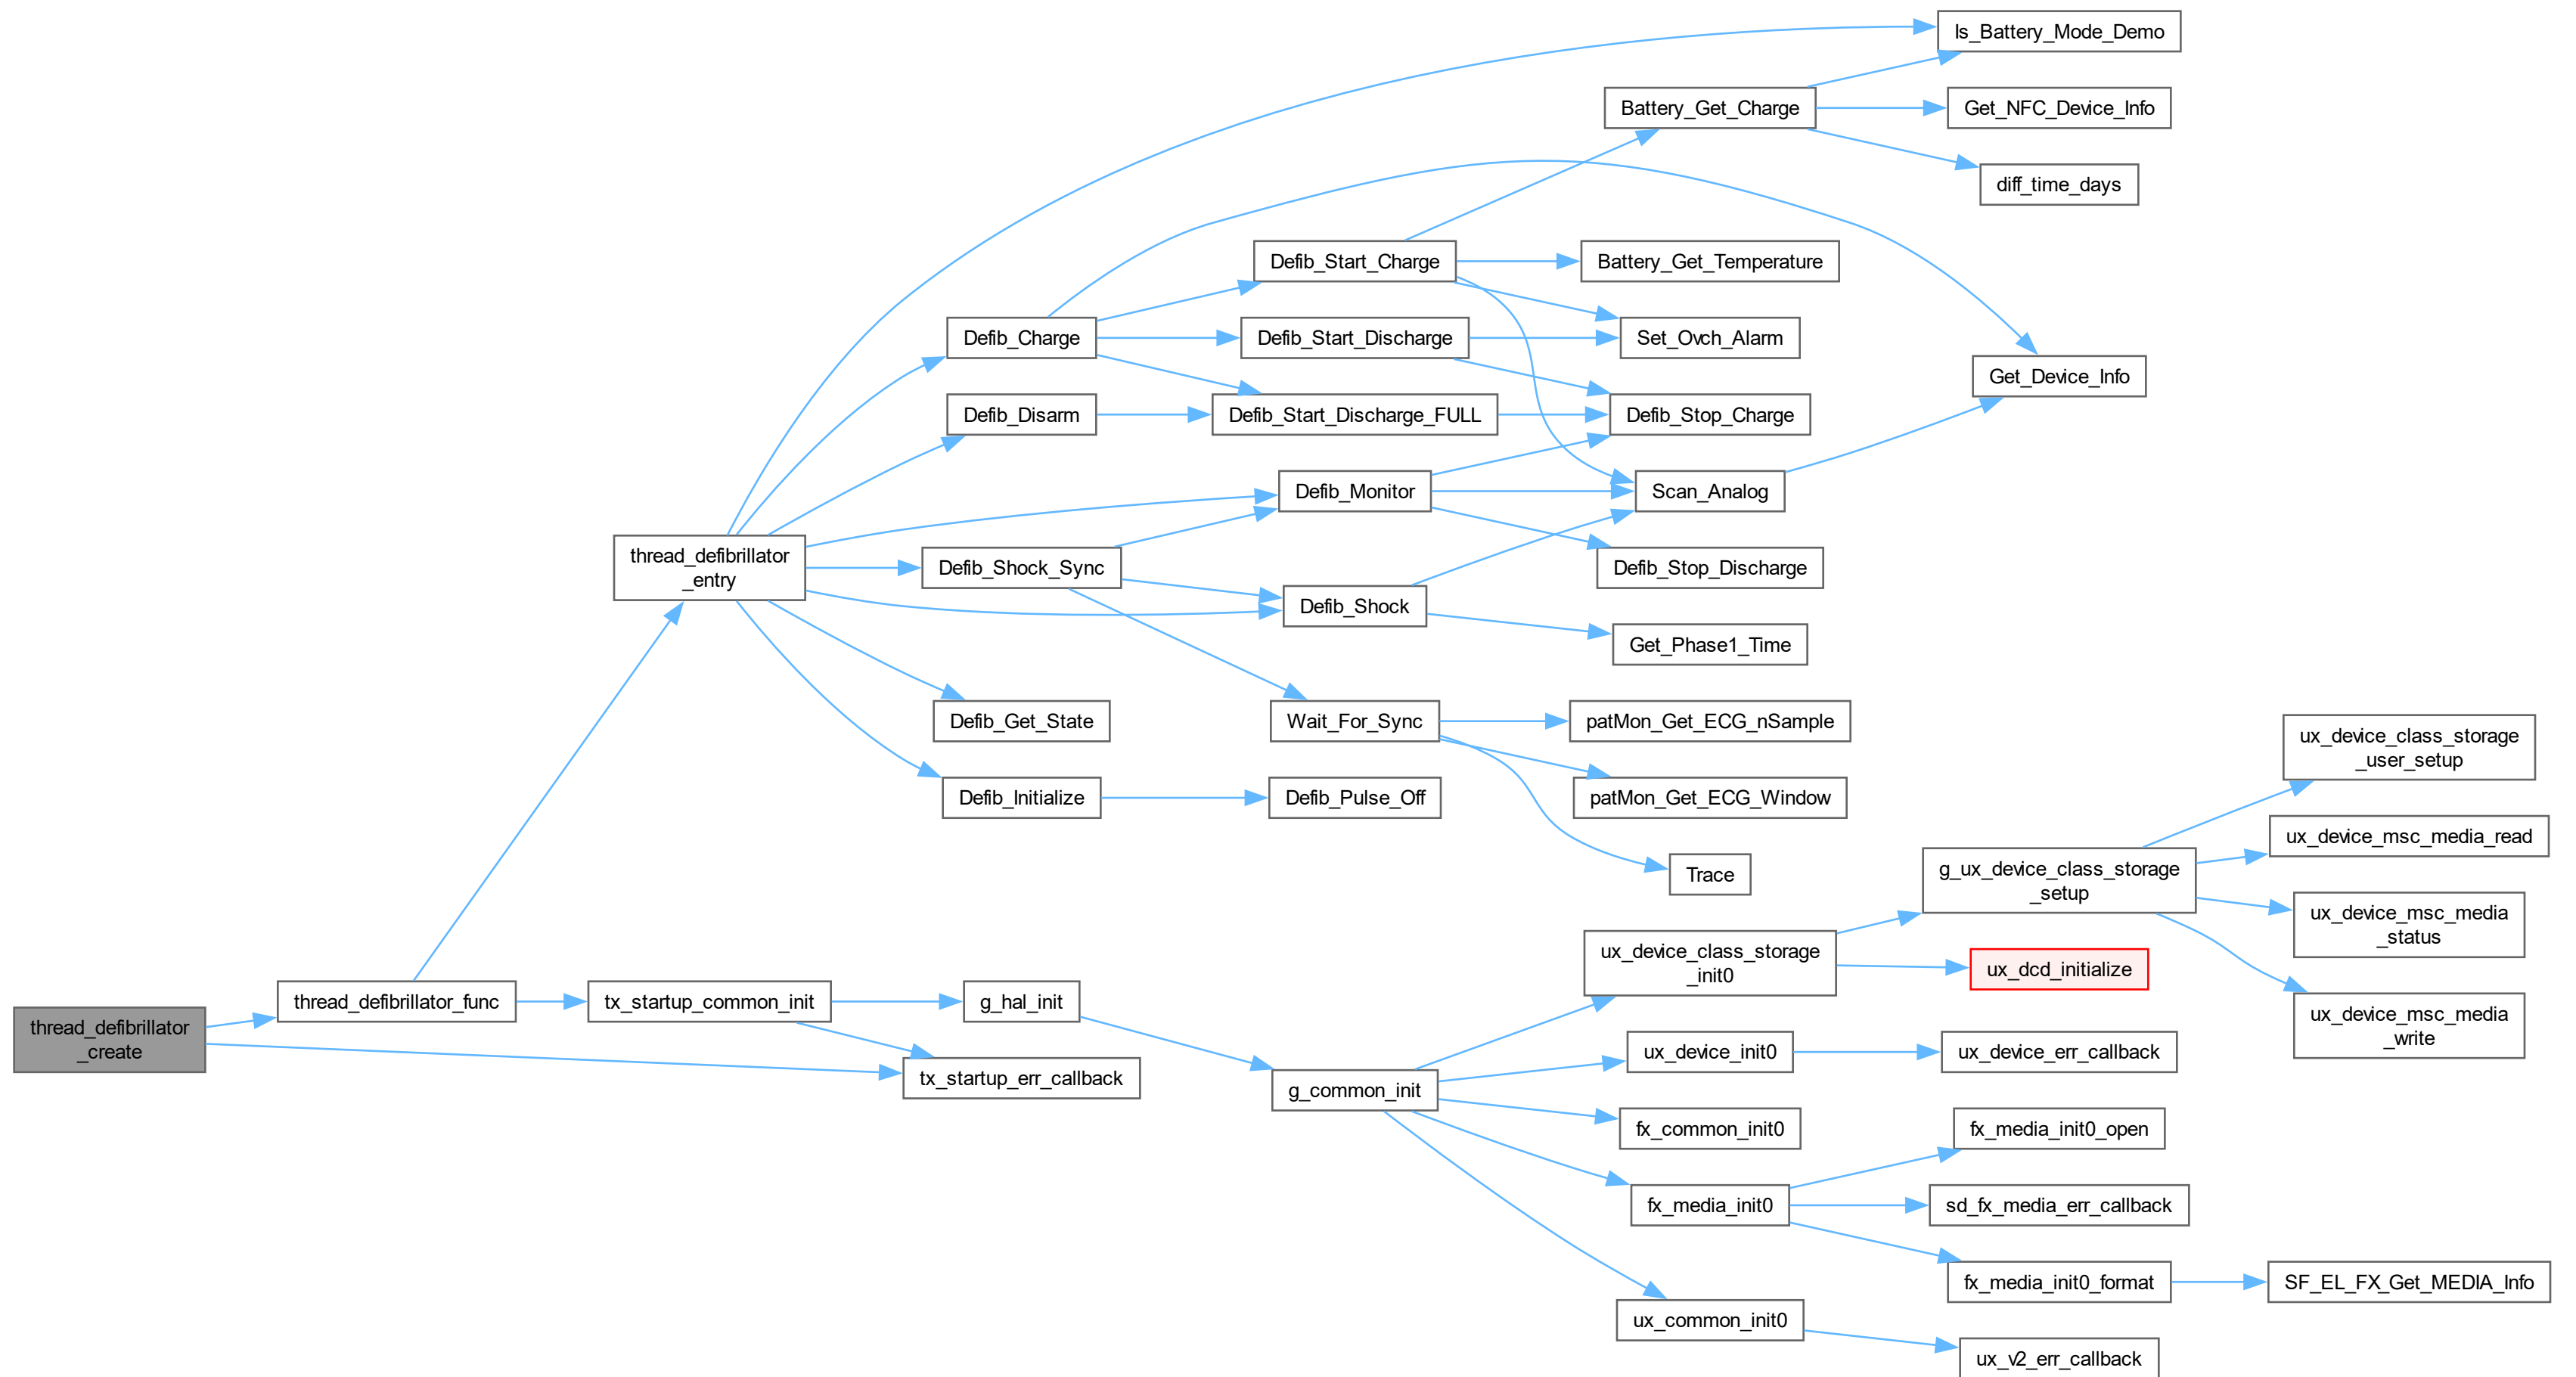 Is_Battery_Mode_Demo
Battery_Get_Charge
Get_NFC_Device_Info
diff_time_days
Defib_Start_Charge
Battery_Get_Temperature
Defib_Charge
Defib_Start_Discharge
Set_Ovch_Alarm
Get_Device_Info
Defib_Disarm
Defib_Start_Discharge_FULL
Defib_Stop_Charge
Defib_Monitor
Scan_Analog
thread_defibrillator
_entry
Defib_Shock_Sync
Defib_Stop_Discharge
Defib_Shock
Get_Phase1_Time
Defib_Get_State
Wait_For_Sync
patMon_Get_ECG_nSample
ux_device_class_storage
_user_setup
Defib_Initialize
Defib_Pulse_Off
patMon_Get_ECG_Window
ux_device_msc_media_read
Trace
g_ux_device_class_storage
_setup
ux_device_msc_media
_status
ux_device_class_storage
_init0
ux_dcd_initialize
thread_defibrillator_func
tx_startup_common_init
g_hal_init
ux_device_msc_media
_write
thread_defibrillator
_create
ux_device_init0
ux_device_err_callback
tx_startup_err_callback
g_common_init
fx_common_init0
fx_media_init0_open
fx_media_init0
sd_fx_media_err_callback
fx_media_init0_format
SF_EL_FX_Get_MEDIA_Info
ux_common_init0
ux_v2_err_callback